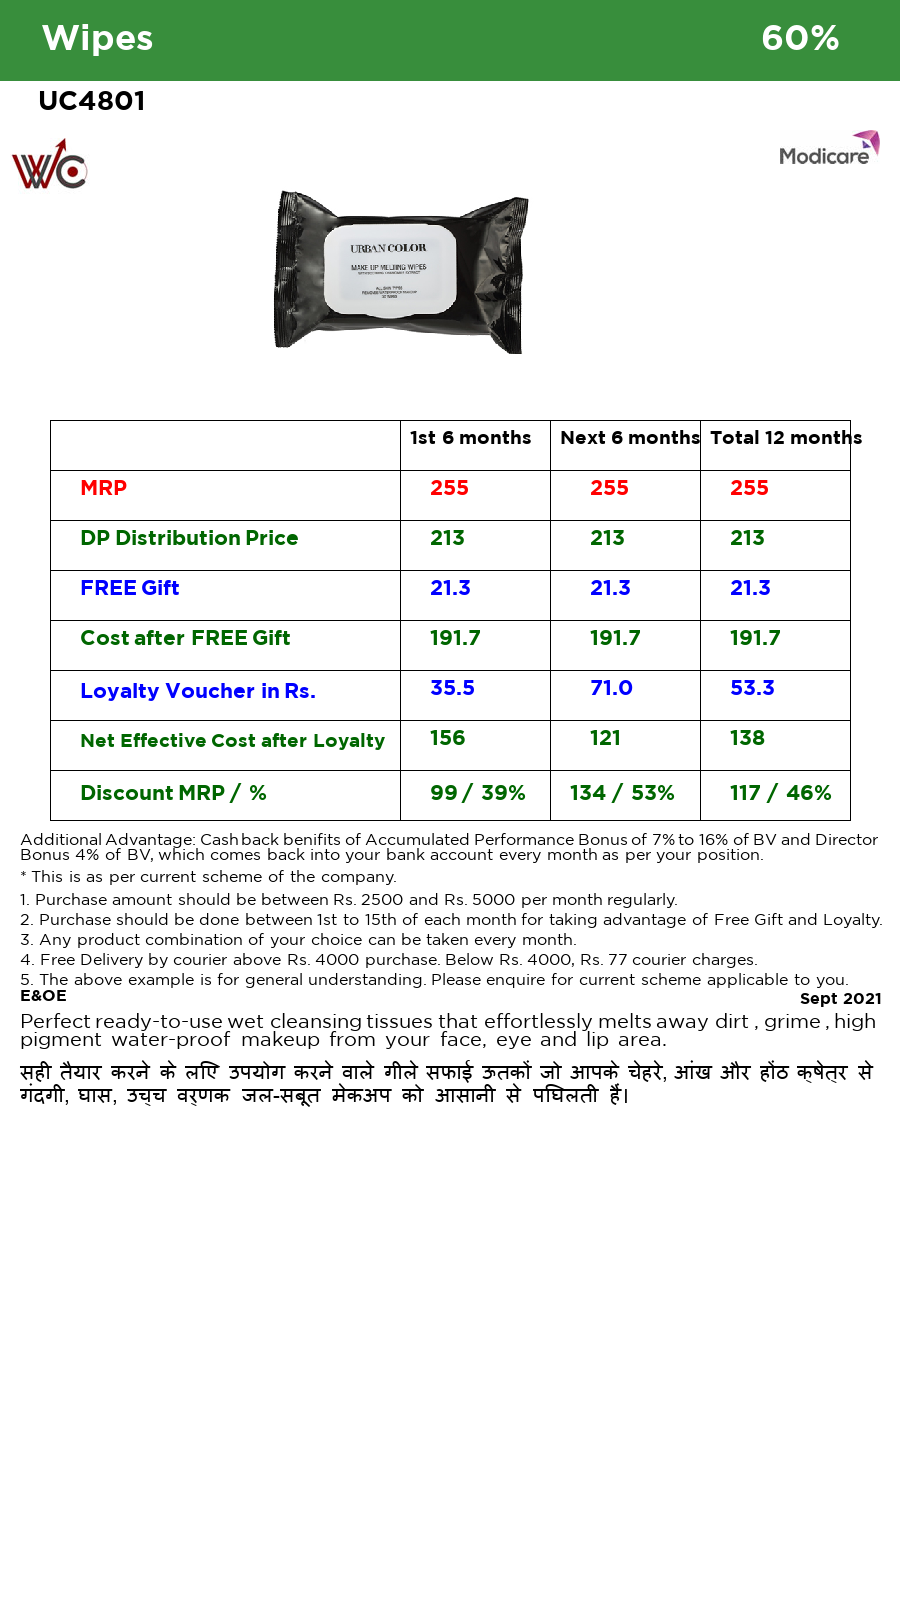 Wipes 60%
UC4801
WC
Modicare
URBAN COLOR
MAKE UP MELTING WIPES
ALL SKIN TYPES
30 WIPES
1st 6 months Next 6 months Total 12 months
MRP 255 255 255
DP Distribution Price 213 213 213
FREE Gift 21.3 21.3 21.3
Cost after FREE Gift 191.7 191.7 191.7
Loyalty Voucher in Rs. 35.5 71.0 53.3
Net Effective Cost after Loyalty 156 121 138
Discount MRP / % 99 / 39% 134 / 53% 117 / 46%
Additional Advantage: Cash back benifits of Accumulated Performance Bonus of 7% to 16% of BV and Director
Bonus 4% of BV, which comes back into your bank account every month as per your position.
* This is as per current scheme of the company.
1. Purchase amount should be between Rs. 2500 and Rs. 5000 per month regularly.
2. Purchase should be done between 1st to 15th of each month for taking advantage of Free Gift and Loyalty.
3. Any product combination of your choice can be taken every month.
4. Free Delivery by courier above Rs. 4000 purchase. Below Rs. 4000, Rs. 77 courier charges.
5. The above example is for general understanding. Please enquire for current scheme applicable to you.
E&OE Sept 2021
Perfect ready-to-use wet cleansing tissues that effortlessly melts away dirt , grime , high
pigment water-proof makeup from your face, eye and lip area.
सही तैयार करने के लिए उपयोग करने वाले गीले सफाई ऊतकों जो आपके चेहरे, आंख और होंठ क्षेत्र से
गंदगी, घास, उच्च वर्णक जल-सबूत मेकअप को आसानी से पिघलती हैं।